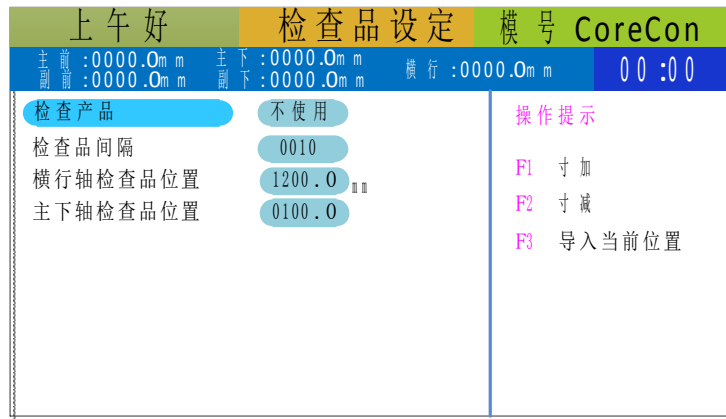 上午好 检查品设定 模号 CoreCon
主前:0000.0mm 主下:0000.0mm 横行:0000.0mm 00:00
副前:0000.0mm 副下:0000.0mm
检查产品 不使用
检查品间隔 0010
横行轴检查品位置 1200.0 mm
主下轴检查品位置 0100.0
操作提示
F1 寸加
F2 寸减
F3 导入当前位置